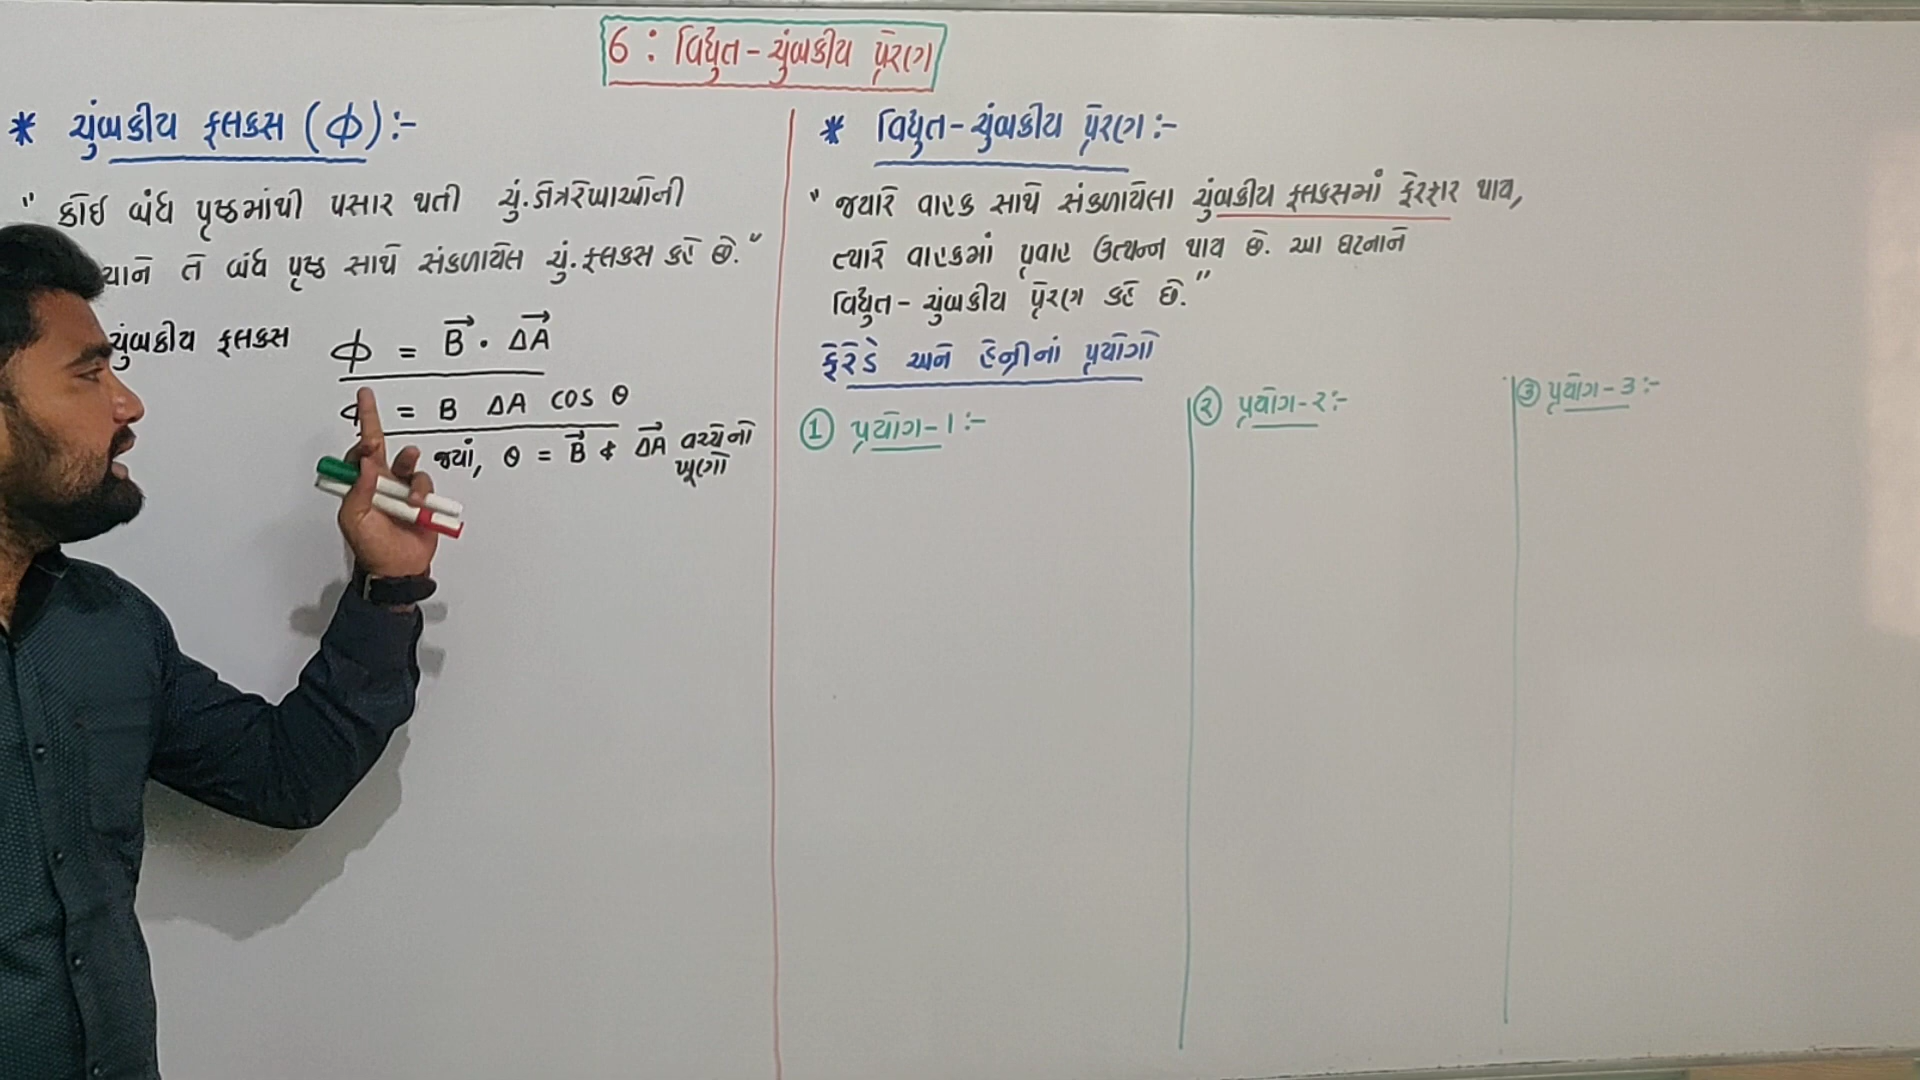 6 : વિદ્યુત - ચુંબકીય પ્રેરણ
* ચુંબકીય ફ્લક્સ (ϕ) :-
" કોઈ બંધ પૃષ્ઠમાંથી પસાર થતી ચું.ક્ષેત્રરેખાઓની
યાને તે બંધ પૃષ્ઠ સાથે સંકળાયેલ ચું.ફ્લક્સ કહે છે."
ચુંબકીય ફ્લક્સ ϕ = B⃗ · ΔA⃗
ϕ = B ΔA cos θ
જ્યાં, θ = B⃗ & ΔA⃗ વચ્ચેનો
ખૂણો
* વિદ્યુત - ચુંબકીય પ્રેરણ :-
" જ્યારે વાહક સાથે સંકળાયેલા ચુંબકીય ફ્લક્સમાં ફેરફાર થાય,
ત્યારે વાહકમાં પ્રવાહ ઉત્પન્ન થાય છે. આ ઘટનાને
વિદ્યુત - ચુંબકીય પ્રેરણ કહે છે."
ફેરેડે અને હેન્રીનાં પ્રયોગો
① પ્રયોગ-1 :-
② પ્રયોગ-૨ :-
③ પ્રયોગ-3 :-